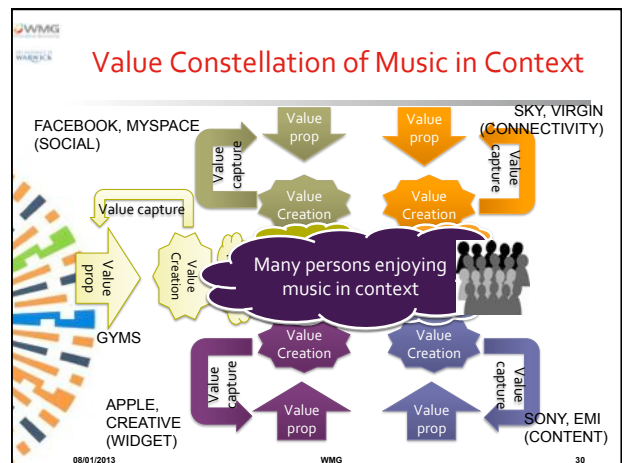 WMG
WARWICK
Value Constellation of Music in Context
FACEBOOK, MYSPACE
(SOCIAL)
Value
prop
Value
capture
Value
Creation
Value
prop
SKY, VIRGIN
(CONNECTIVITY)
Value
capture
Value
Creation
Value capture
Value
prop
Value
Creation
GYMS
Many persons enjoying
music in context
Value
Creation
Value
capture
Value
prop
APPLE,
CREATIVE
(WIDGET)
Value
Creation
Value
capture
Value
prop
SONY, EMI
(CONTENT)
08/01/2013
WMG
30